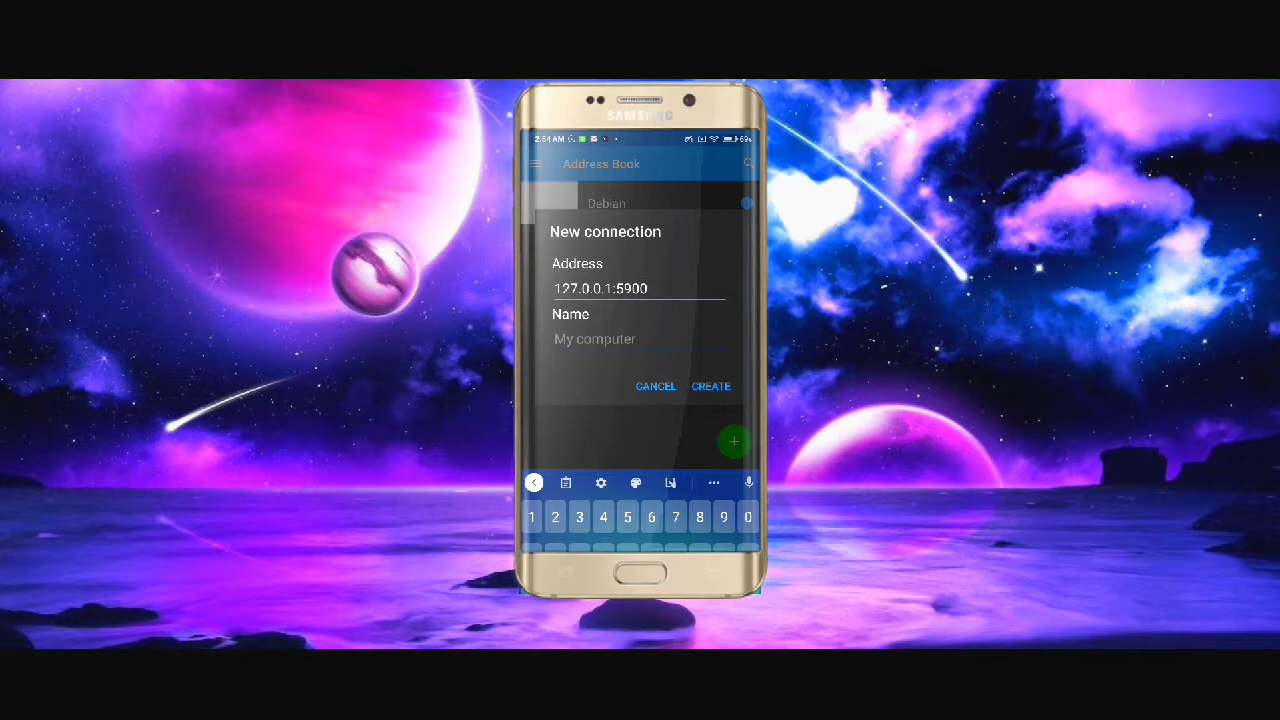 SAMSUNG
2:54 AM
69%
Address Book
Debian
New connection
Address
127.0.0.1:5900
Name
My computer
CANCEL CREATE
1 2 3 4 5 6 7 8 9 0